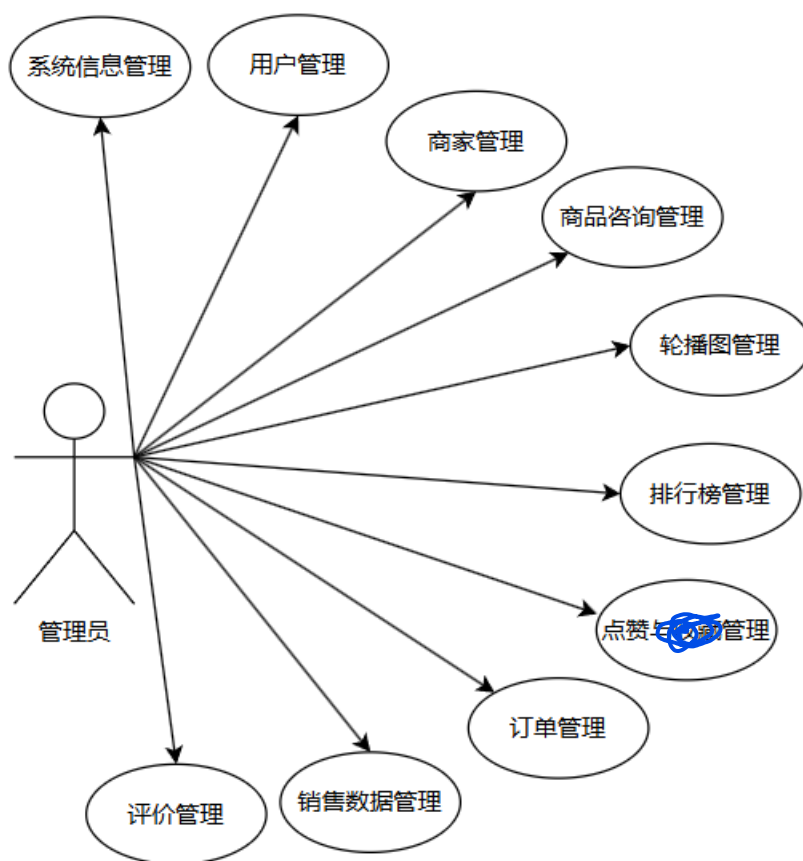 系统信息管理
用户管理
商家管理
商品咨询管理
轮播图管理
排行榜管理
点赞与管理
订单管理
销售数据管理
评价管理
管理员